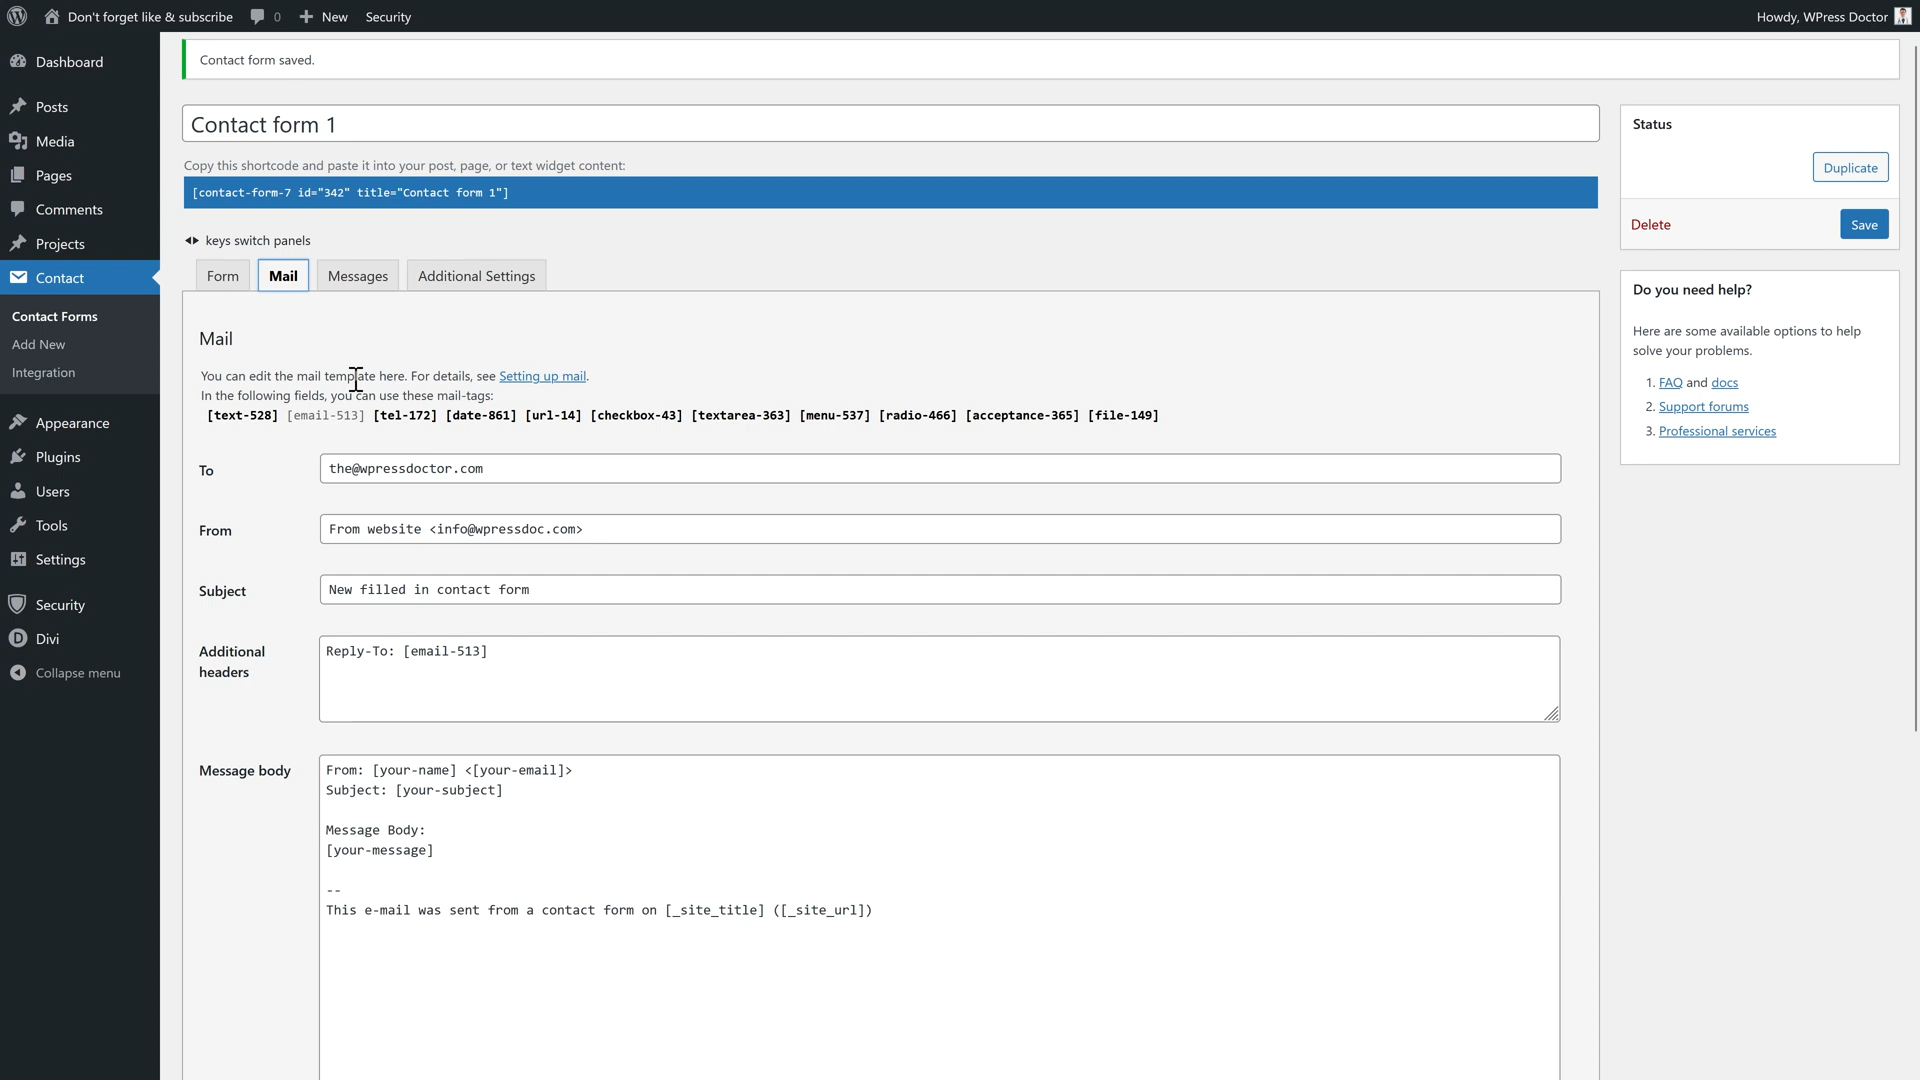 Don't forget like & subscribe 0 New Security Howdy, WPress Doctor
Dashboard
Posts
Media
Pages
Comments
Projects
Contact
Contact Forms
Add New
Integration
Appearance
Plugins
Users
Tools
Settings
Security
Divi
Collapse menu
Contact form saved.
Contact form 1
Copy this shortcode and paste it into your post, page, or text widget content:
[contact-form-7 id="342" title="Contact form 1"]
keys switch panels
Form Mail Messages Additional Settings
Mail
You can edit the mail template here. For details, see Setting up mail.
In the following fields, you can use these mail-tags:
[text-528] [email-513] [tel-172] [date-861] [url-14] [checkbox-43] [textarea-363] [menu-537] [radio-466] [acceptance-365] [file-149]
To the@wpressdoctor.com
From From website <info@wpressdoc.com>
Subject New filled in contact form
Additional headers
Reply-To: [email-513]
Message body
From: [your-name] <[your-email]>
Subject: [your-subject]
Message Body:
[your-message]
--
This e-mail was sent from a contact form on [_site_title] ([_site_url])
Status
Duplicate
Delete Save
Do you need help?
Here are some available options to help
solve your problems.
1. FAQ and docs
2. Support forums
3. Professional services